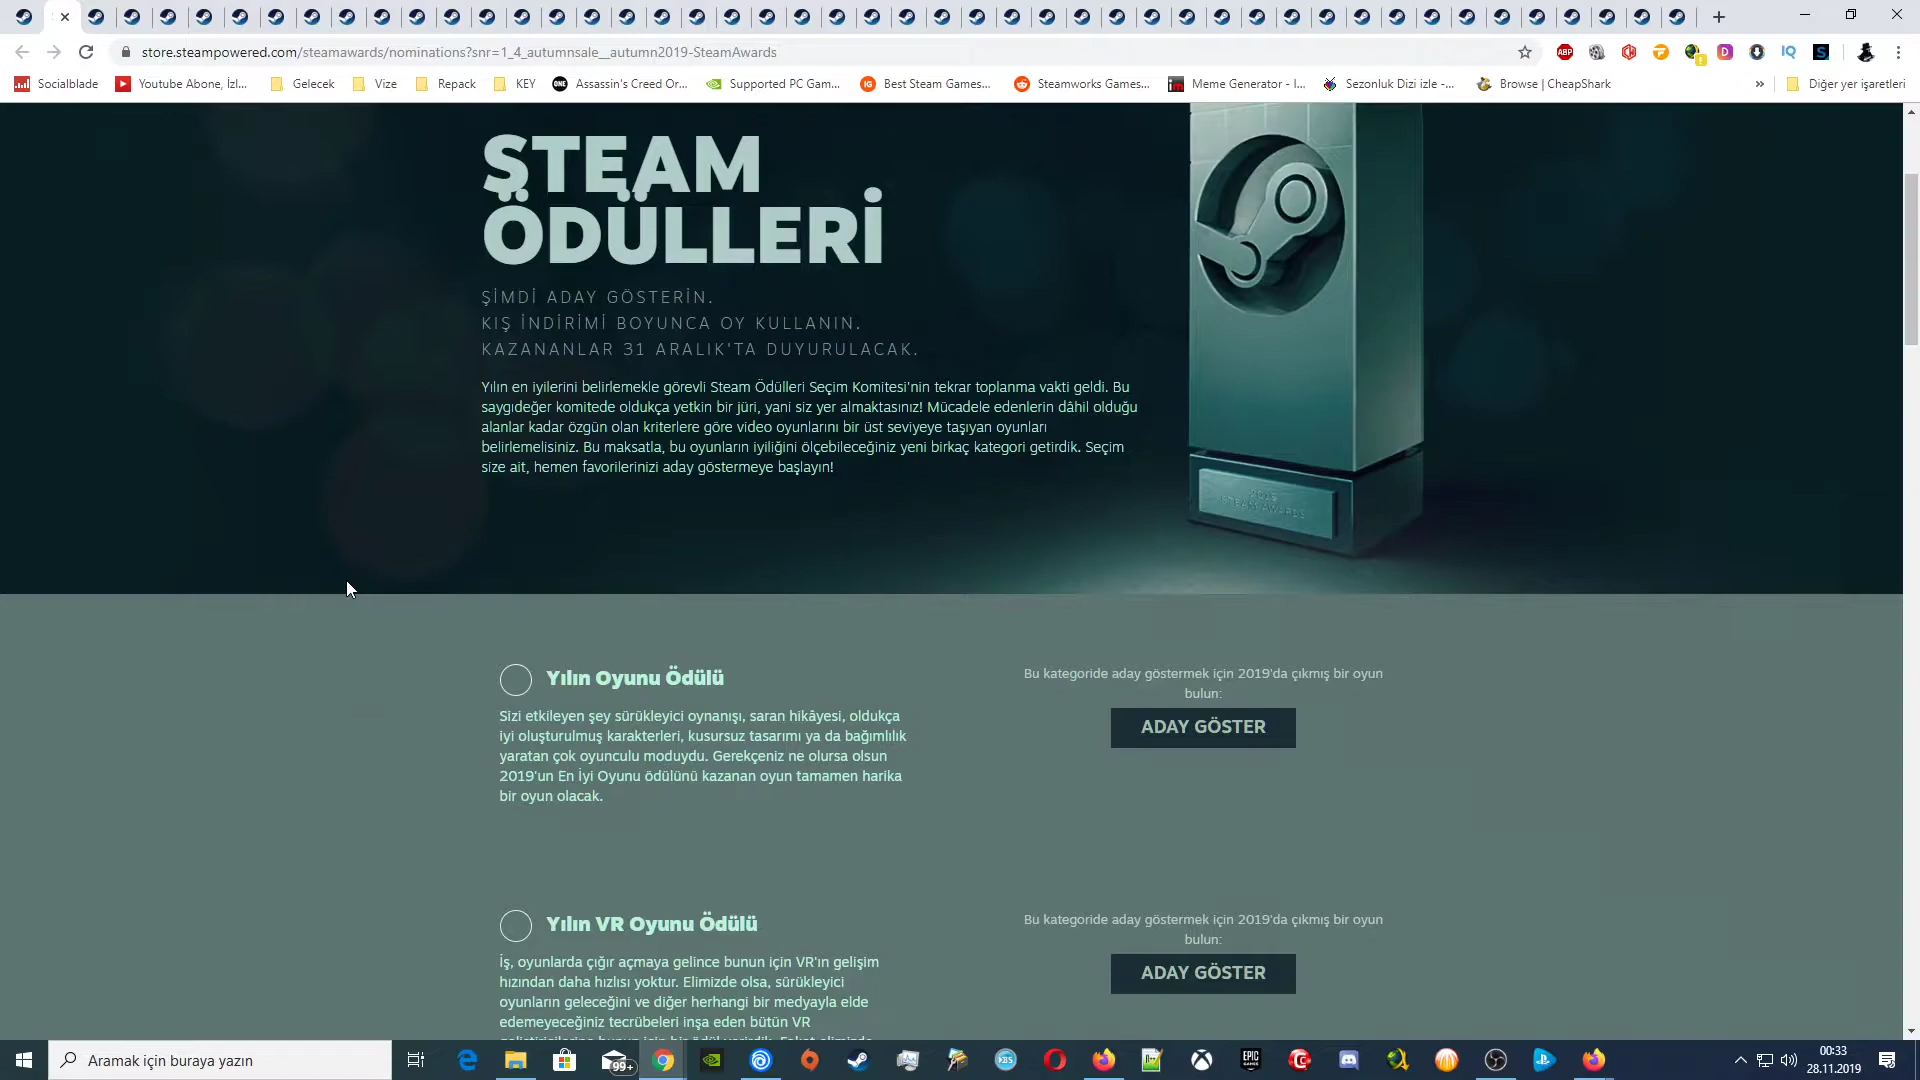 store.steampowered.com/steamawards/nominations?snr=1_4_autumnsale__autumn2019-SteamAwards
ABP
Socialblade
Youtube Abone, İzl...
Gelecek
Vize
Repack
KEY
Assassin's Creed Or...
Supported PC Gam...
Best Steam Games...
Steamworks Games...
Meme Generator - I...
Sezonluk Dizi izle -...
Browse | CheapShark
»
Diğer yer işaretleri
STEAM
ÖDÜLLERİ
ŞİMDİ ADAY GÖSTERİN.
KIŞ İNDİRİMİ BOYUNCA OY KULLANIN.
KAZANANLAR 31 ARALIK'TA DUYURULACAK.
Yılın en iyilerini belirlemekle görevli Steam Ödülleri Seçim Komitesi'nin tekrar toplanma vakti geldi. Bu
saygıdeğer komitede oldukça yetkin bir jüri, yani siz yer almaktasınız! Mücadele edenlerin dâhil olduğu
alanlar kadar özgün olan kriterlere göre video oyunlarını bir üst seviyeye taşıyan oyunları
belirlemelisiniz. Bu maksatla, bu oyunların iyiliğini ölçebileceğiniz yeni birkaç kategori getirdik. Seçim
size ait, hemen favorilerinizi aday göstermeye başlayın!
Yılın Oyunu Ödülü
Sizi etkileyen şey sürükleyici oynanışı, saran hikâyesi, oldukça
iyi oluşturulmuş karakterleri, kusursuz tasarımı ya da bağımlılık
yaratan çok oyunculu moduydu. Gerekçeniz ne olursa olsun
2019'un En İyi Oyunu ödülünü kazanan oyun tamamen harika
bir oyun olacak.
Bu kategoride aday göstermek için 2019'da çıkmış bir oyun
bulun:
ADAY GÖSTER
Yılın VR Oyunu Ödülü
İş, oyunlarda çığır açmaya gelince bunun için VR'ın gelişim
hızından daha hızlısı yoktur. Elimizde olsa, sürükleyici
oyunların geleceğini ve diğer herhangi bir medyayla elde
edemeyeceğiniz tecrübeleri inşa eden bütün VR
Bu kategoride aday göstermek için 2019'da çıkmış bir oyun
bulun:
ADAY GÖSTER
Aramak için buraya yazın
99+
EPIC
00:33
28.11.2019